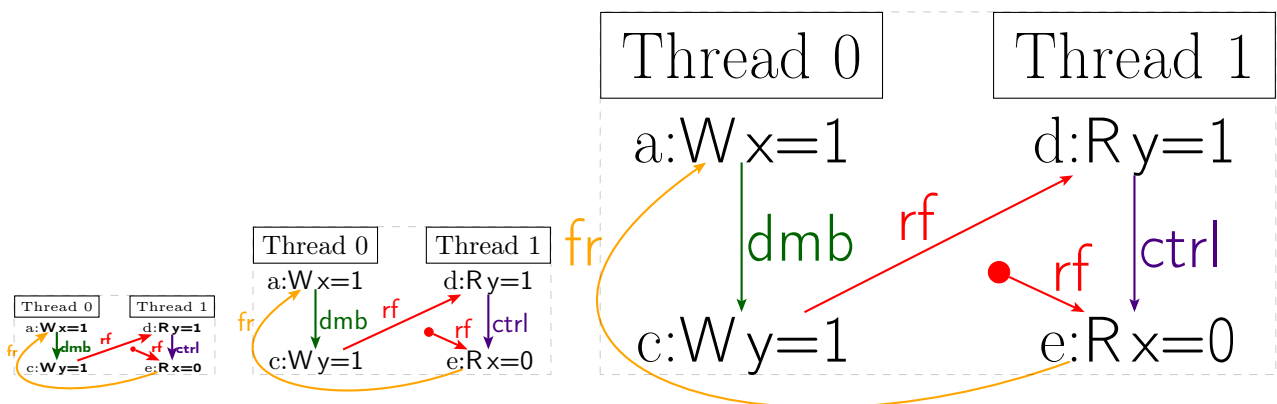 Thread 0 Thread 1
a:W x=1 d:R y=1
fr dmb rf rf ctrl
c:W y=1 e:R x=0
Thread 0 Thread 1
a:W x=1 d:R y=1
fr dmb rf rf ctrl
c:W y=1 e:R x=0
Thread 0 Thread 1
a:W x=1 d:R y=1
fr dmb rf rf ctrl
c:W y=1 e:R x=0